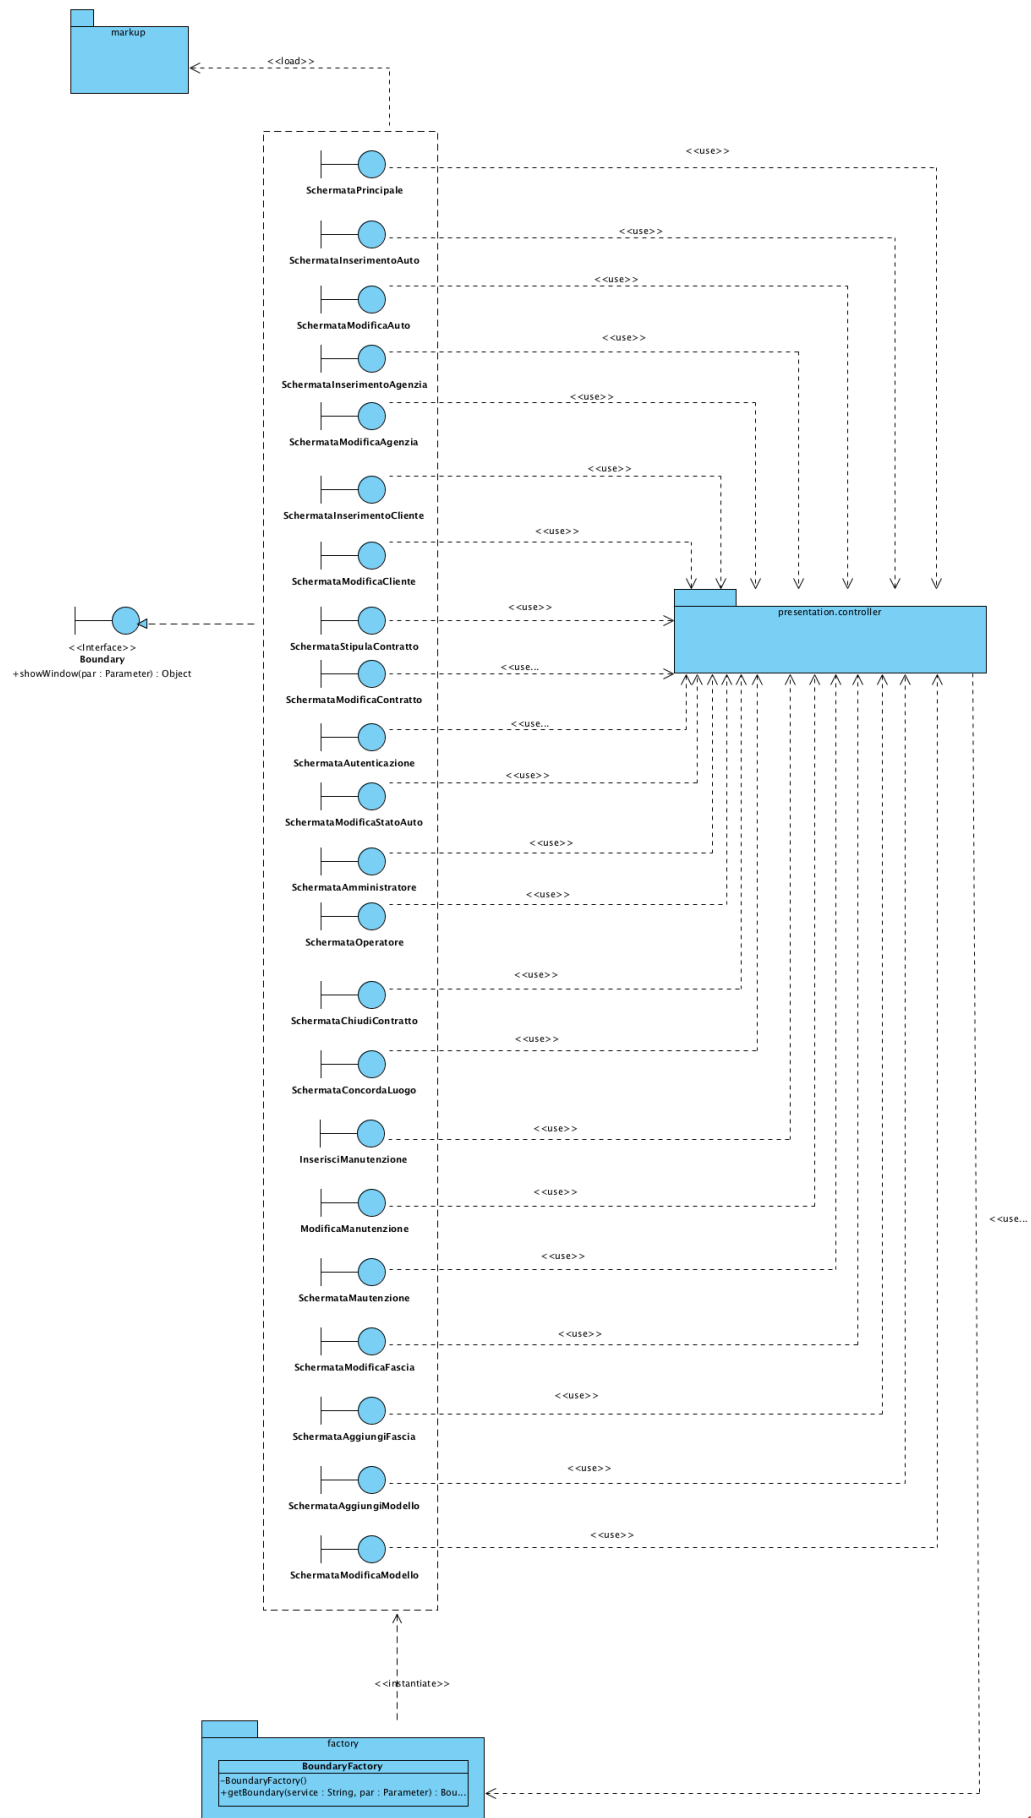 markup
<<load>>
<<use>>
SchermataPrincipale
<<use>>
SchermataInserimentoAuto
<<use>>
SchermataModificaAuto
<<use>>
SchermataInserimentoAgenzia
<<use>>
SchermataModificaAgenzia
<<use>>
SchermataInserimentoCliente
<<use>>
SchermataModificaCliente
<<use>>
presentation.controller
SchermataStipulaContratto
<<Interface>>
Boundary
+showWindow(par : Parameter) : Object
<<use...
SchermataModificaContratto
<<use...
SchermataAutenticazione
<<use>>
SchermataModificaStatoAuto
<<use>>
SchermataAmministratore
<<use>>
SchermataOperatore
<<use>>
SchermataChiudiContratto
<<use>>
SchermataConcordaLuogo
<<use>>
InserisciManutenzione
<<use>>
ModificaManutenzione
<<use...
<<use>>
SchermataMautenzione
<<use>>
SchermataModificaFascia
<<use>>
SchermataAggiungiFascia
<<use>>
SchermataAggiungiModello
<<use>>
SchermataModificaModello
<<instantiate>>
factory
BoundaryFactory
-BoundaryFactory()
+getBoundary(service : String, par : Parameter) : Bou...